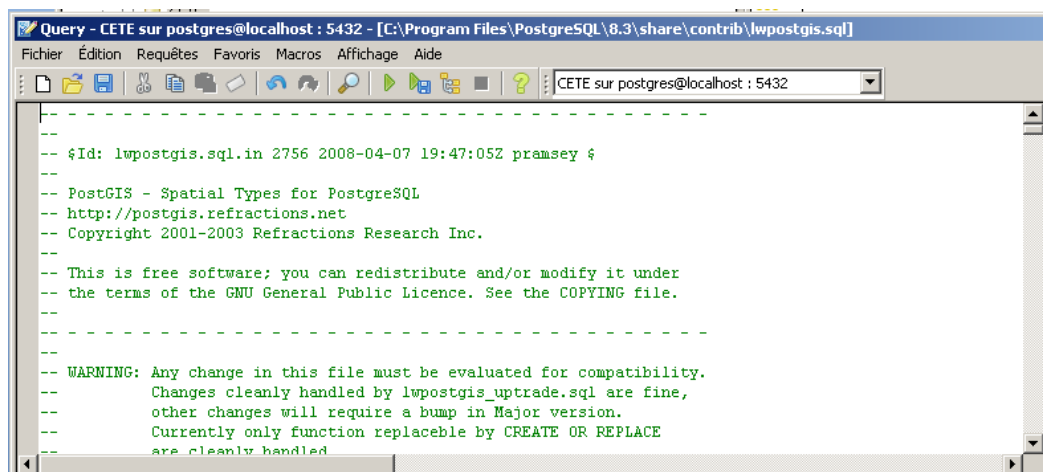 Query - CETE sur postgres@localhost : 5432 - [C:\Program Files\PostgreSQL\8.3\share\contrib\lwpostgis.sql]
Fichier Édition Requêtes Favoris Macros Affichage Aide
CETE sur postgres@localhost : 5432
-- - - - - - - - - - - - - - - - - - - - - - - - - - - - - - - - - -
--
-- $Id: lwpostgis.sql.in 2756 2008-04-07 19:47:05Z pramsey $
--
-- PostGIS - Spatial Types for PostgreSQL
-- http://postgis.refractions.net
-- Copyright 2001-2003 Refractions Research Inc.
--
-- This is free software; you can redistribute and/or modify it under
-- the terms of the GNU General Public Licence. See the COPYING file.
--
-- - - - - - - - - - - - - - - - - - - - - - - - - - - - - - - - - -
--
-- WARNING: Any change in this file must be evaluated for compatibility.
-- Changes cleanly handled by lwpostgis_uptrade.sql are fine,
-- other changes will require a bump in Major version.
-- Currently only function replaceble by CREATE OR REPLACE
-- are cleanly handled